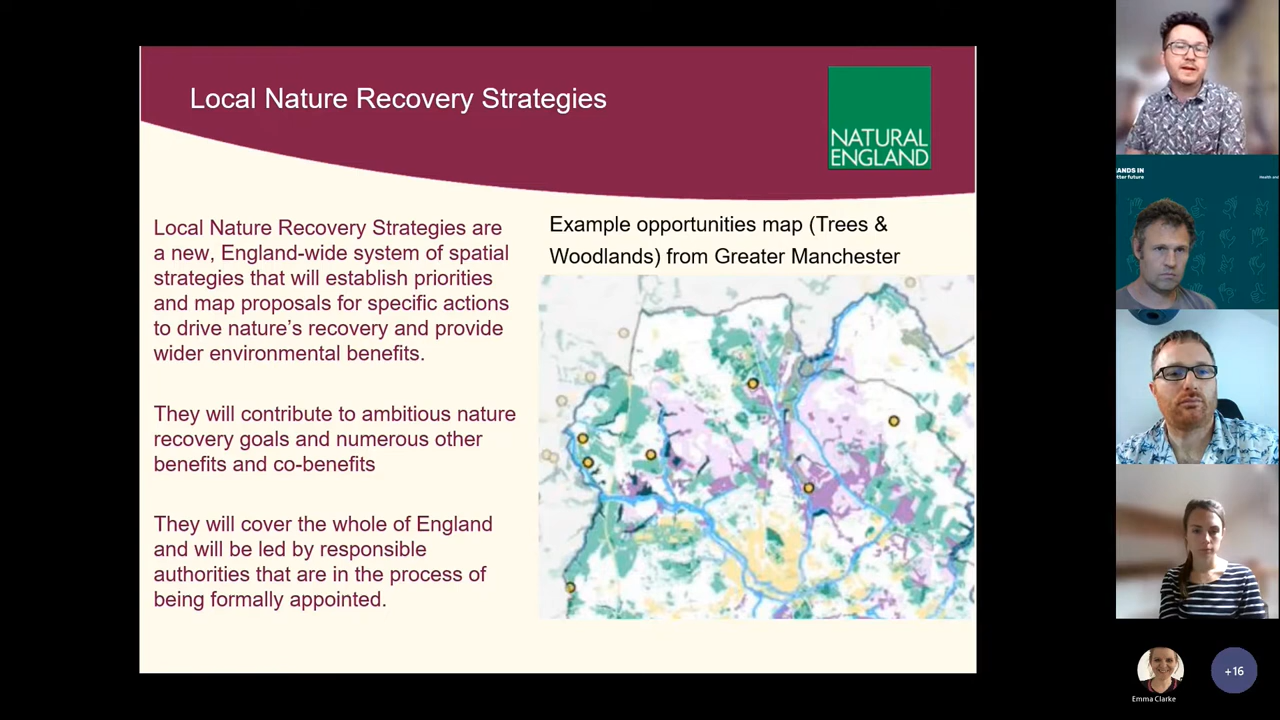 Local Nature Recovery Strategies
NATURAL
ENGLAND
Local Nature Recovery Strategies are
a new, England-wide system of spatial
strategies that will establish priorities
and map proposals for specific actions
to drive nature’s recovery and provide
wider environmental benefits.
They will contribute to ambitious nature
recovery goals and numerous other
benefits and co-benefits
They will cover the whole of England
and will be led by responsible
authorities that are in the process of
being formally appointed.
Example opportunities map (Trees &
Woodlands) from Greater Manchester
ANDS IN
tter future
Emma Clarke
+16